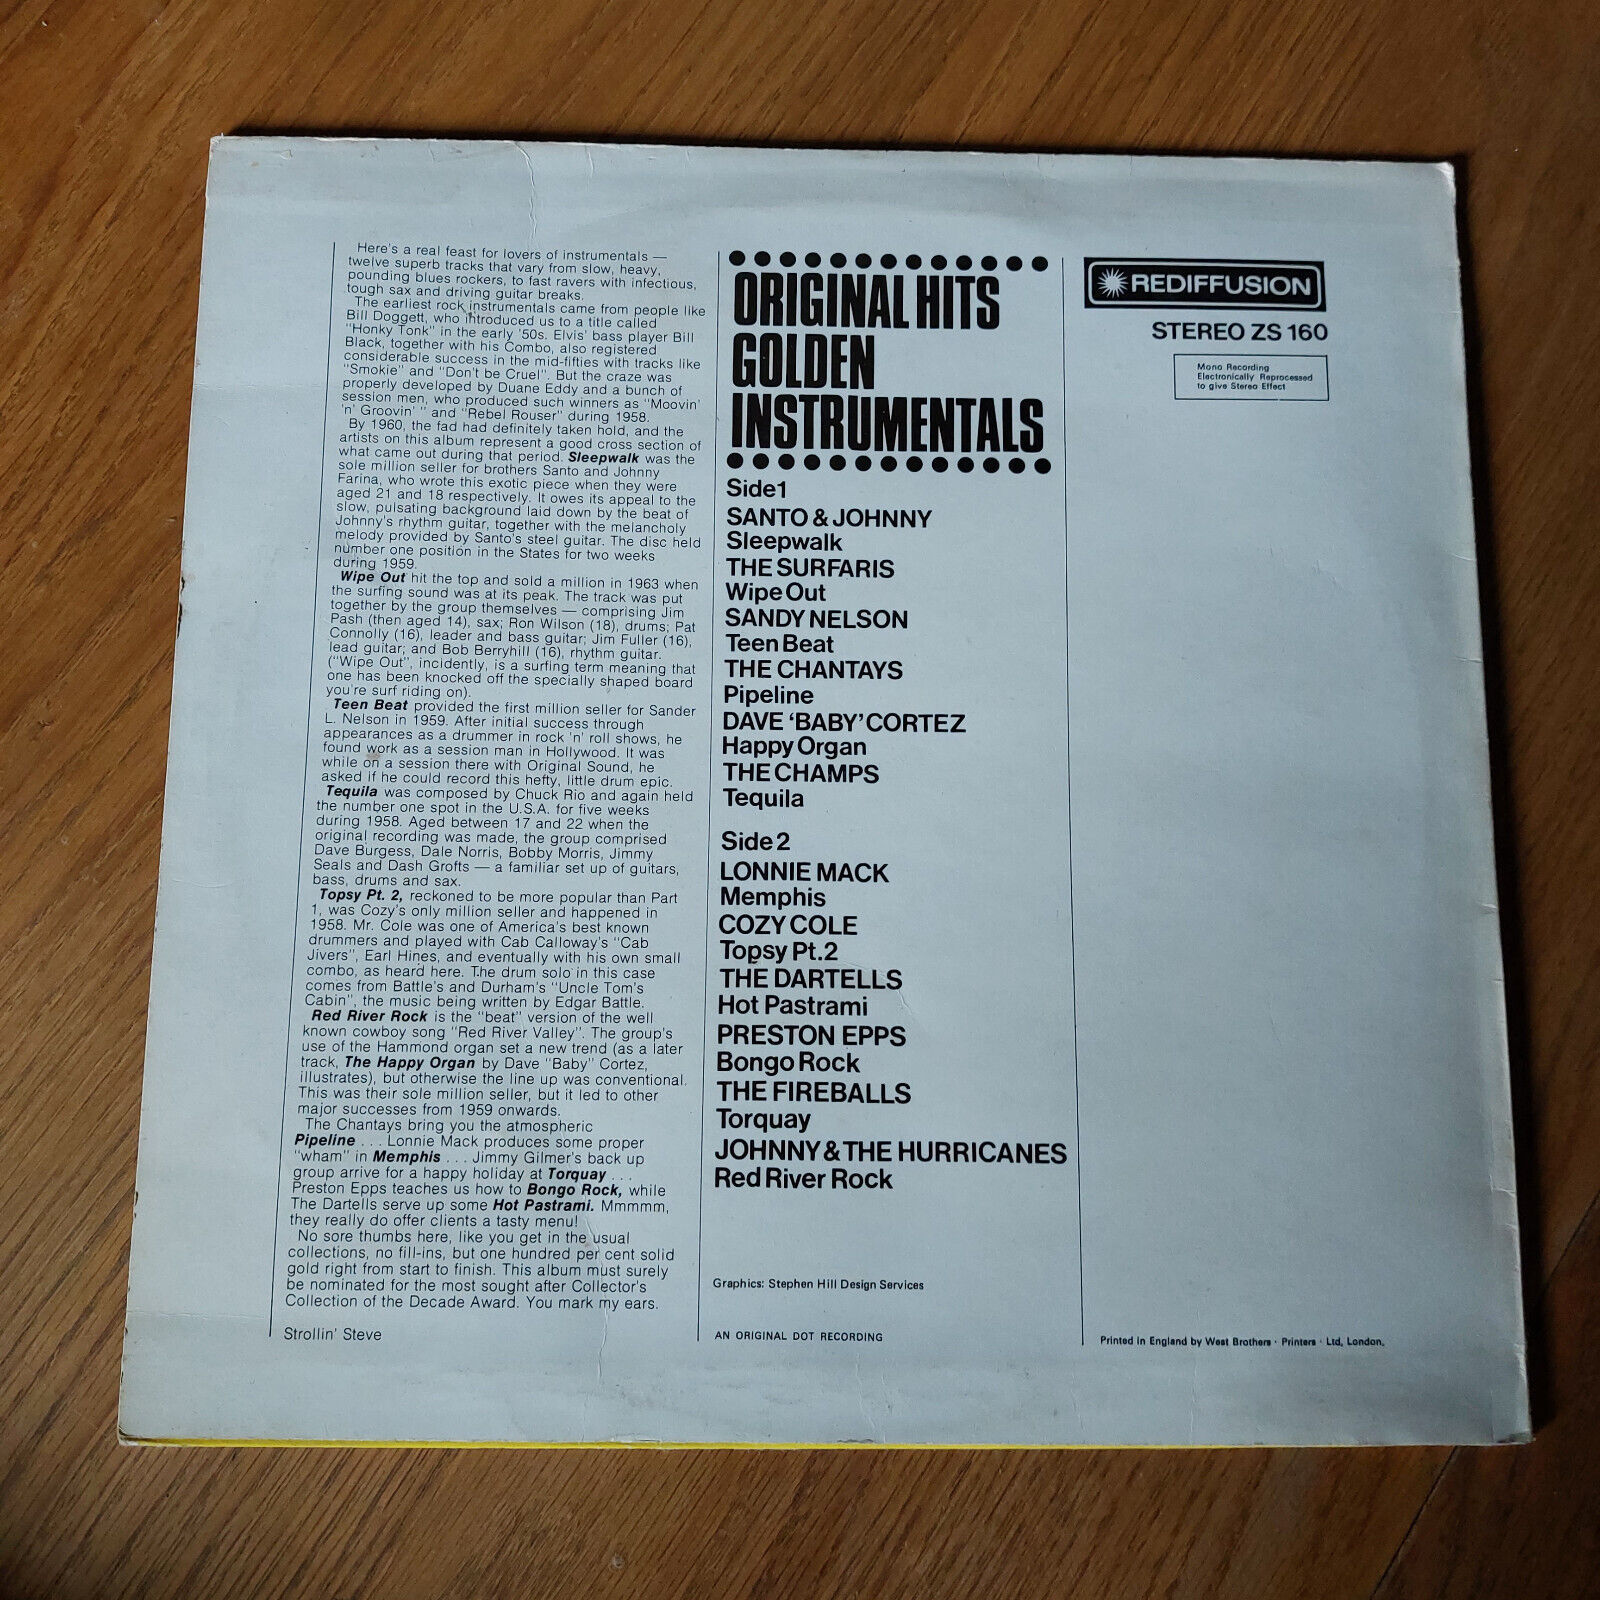 Here's a real feast for lovers of instrumentals —
twelve superb tracks that vary from slow, heavy,
pounding blues rockers, to fast ravers with infectious,
tough sax and driving guitar breaks.
The earliest rock instrumentals came from people like
Bill Doggett, who introduced us to a title called
"Honky Tonk" in the early '50s. Elvis' bass player Bill
Black, together with his Combo, also registered
considerable success in the mid-fifties with tracks like
"Smokie" and "Don't be Cruel". But the craze was
properly developed by Duane Eddy and a bunch of
session men, who produced such winners as "Moovin'
'n' Groovin' " and "Rebel Rouser" during 1958.
By 1960, the fad had definitely taken hold, and the
artists on this album represent a good cross section of
what came out during that period. Sleepwalk was the
sole million seller for brothers Santo and Johnny
Farina, who wrote this exotic piece when they were
aged 21 and 18 respectively. It owes its appeal to the
slow, pulsating background laid down by the beat of
Johnny's rhythm guitar, together with the melancholy
melody provided by Santo's steel guitar. The disc held
number one position in the States for two weeks
during 1959.
Wipe Out hit the top and sold a million in 1963 when
the surfing sound was at its peak. The track was put
together by the group themselves — comprising Jim
Pash (then aged 14), sax; Ron Wilson (18), drums; Pat
Connolly (16), leader and bass guitar; Jim Fuller (16),
lead guitar; and Bob Berryhill (16), rhythm guitar.
("Wipe Out", incidently, is a surfing term meaning that
one has been knocked off the specially shaped board
you're surf riding on).
Teen Beat provided the first million seller for Sander
L. Nelson in 1959. After initial success through
appearances as a drummer in rock 'n' roll shows, he
found work as a session man in Hollywood. It was
while on a session there with Original Sound, he
asked if he could record this hefty, little drum epic.
Tequila was composed by Chuck Rio and again held
the number one spot in the U.S.A. for five weeks
during 1958. Aged between 17 and 22 when the
original recording was made, the group comprised
Dave Burgess, Dale Norris, Bobby Morris, Jimmy
Seals and Dash Grofts — a familiar set up of guitars,
bass, drums and sax.
Topsy Pt. 2, reckoned to be more popular than Part
1, was Cozy's only million seller and happened in
1958. Mr. Cole was one of America's best known
drummers and played with Cab Calloway's "Cab
Jivers", Earl Hines, and eventually with his own small
combo, as heard here. The drum solo in this case
comes from Battle's and Durham's "Uncle Tom's
Cabin", the music being written by Edgar Battle.
Red River Rock is the "beat" version of the well
known cowboy song "Red River Valley". The group's
use of the Hammond organ set a new trend (as a later
track, The Happy Organ by Dave "Baby" Cortez,
illustrates), but otherwise the line up was conventional.
This was their sole million seller, but it led to other
major successes from 1959 onwards.
The Chantays bring you the atmospheric
Pipeline . . . Lonnie Mack produces some proper
"wham" in Memphis . . . Jimmy Gilmer's back up
group arrive for a happy holiday at Torquay . . .
Preston Epps teaches us how to Bongo Rock, while
The Dartells serve up some Hot Pastrami. Mmmmm,
they really do offer clients a tasty menu!
No sore thumbs here, like you get in the usual
collections, no fill-ins, but one hundred per cent solid
gold right from start to finish. This album must surely
be nominated for the most sought after Collector's
Collection of the Decade Award. You mark my ears.
Strollin' Steve
ORIGINAL HITS
GOLDEN
INSTRUMENTALS
Side 1
SANTO & JOHNNY
Sleepwalk
THE SURFARIS
Wipe Out
SANDY NELSON
Teen Beat
THE CHANTAYS
Pipeline
DAVE 'BABY' CORTEZ
Happy Organ
THE CHAMPS
Tequila
Side 2
LONNIE MACK
Memphis
COZY COLE
Topsy Pt.2
THE DARTELLS
Hot Pastrami
PRESTON EPPS
Bongo Rock
THE FIREBALLS
Torquay
JOHNNY & THE HURRICANES
Red River Rock
Graphics: Stephen Hill Design Services
AN ORIGINAL DOT RECORDING
REDIFFUSION
STEREO ZS 160
Mono Recording
Electronically Reprocessed
to give Stereo Effect
Printed in England by West Brothers · Printers · Ltd, London.